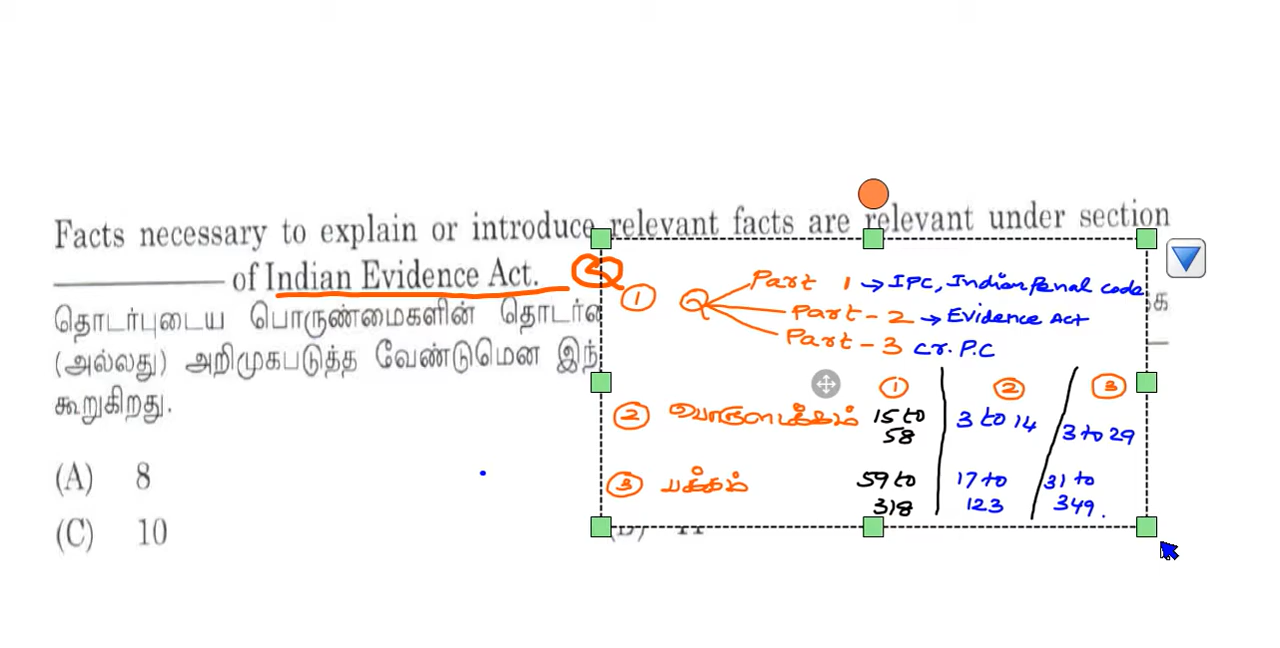 Facts necessary to explain or introduce relevant facts are relevant under section
of Indian Evidence Act.
தொடர்புடைய பொருண்மைகளின்
(அல்லது) அறிமுகபடுத்த வேண்டுமென
கூறுகிறது.
(A) 8
(C) 10
1 Part 1 → IPC, Indian Penal code
Part - 2 → Evidence Act
Part - 3 Cr. P.C
1 2 3
2 பொருளடக்கம் 15 to 58 3 to 14 3 to 29
3 பக்கம் 59 to 318 17 to 123 31 to 349.